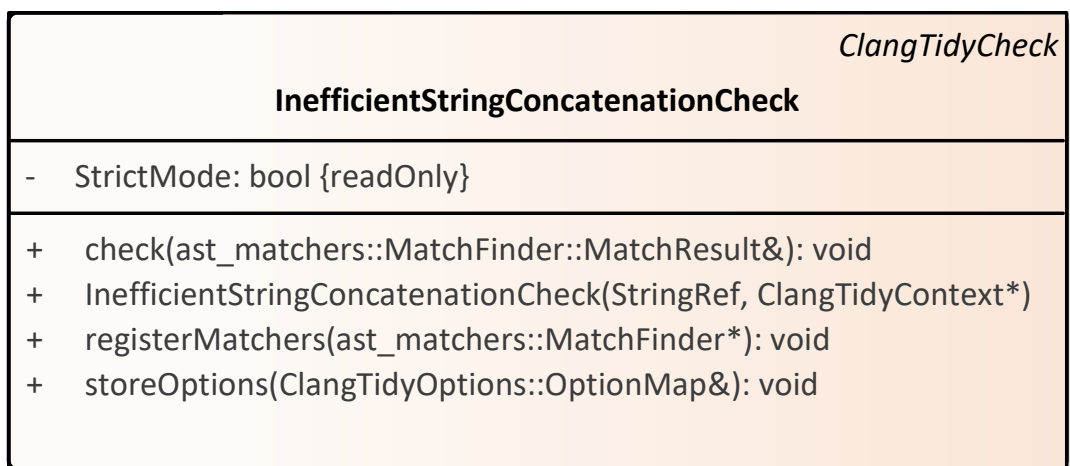 ClangTidyCheck
InefficientStringConcatenationCheck
- StrictMode: bool {readOnly}
+ check(ast_matchers::MatchFinder::MatchResult&): void
+ InefficientStringConcatenationCheck(StringRef, ClangTidyContext*)
+ registerMatchers(ast_matchers::MatchFinder*): void
+ storeOptions(ClangTidyOptions::OptionMap&): void